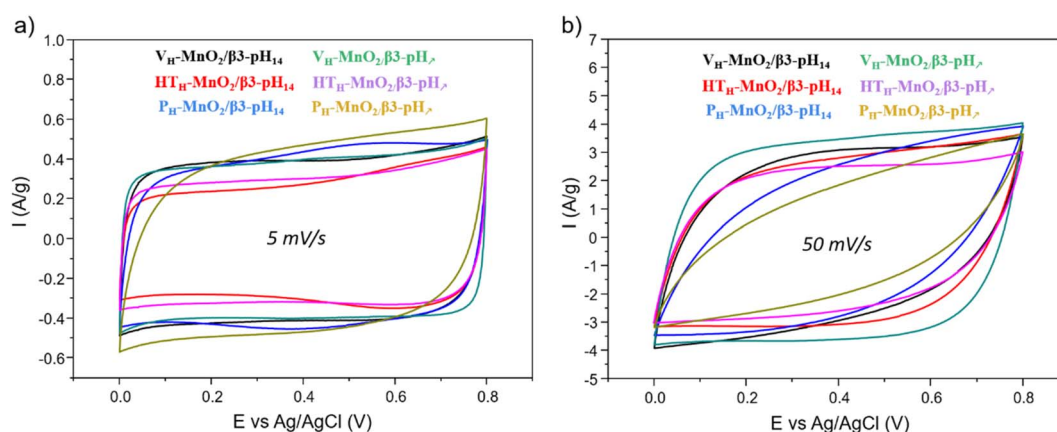 a)
I (A/g)
1.0
0.8
0.6
0.4
0.2
0.0
-0.2
-0.4
-0.6
V_H-MnO₂/β3-pH₁₄ V_H-MnO₂/β3-pH↗
HT_H-MnO₂/β3-pH₁₄ HT_H-MnO₂/β3-pH↗
P_H-MnO₂/β3-pH₁₄ P_H-MnO₂/β3-pH↗
5 mV/s
0.0 0.2 0.4 0.6 0.8
E vs Ag/AgCl (V)
b)
I (A/g)
7
6
5
4
3
2
1
0
-1
-2
-3
-4
-5
V_H-MnO₂/β3-pH₁₄ V_H-MnO₂/β3-pH↗
HT_H-MnO₂/β3-pH₁₄ HT_H-MnO₂/β3-pH↗
P_H-MnO₂/β3-pH₁₄ P_H-MnO₂/β3-pH↗
50 mV/s
0.0 0.2 0.4 0.6 0.8
E vs Ag/AgCl (V)